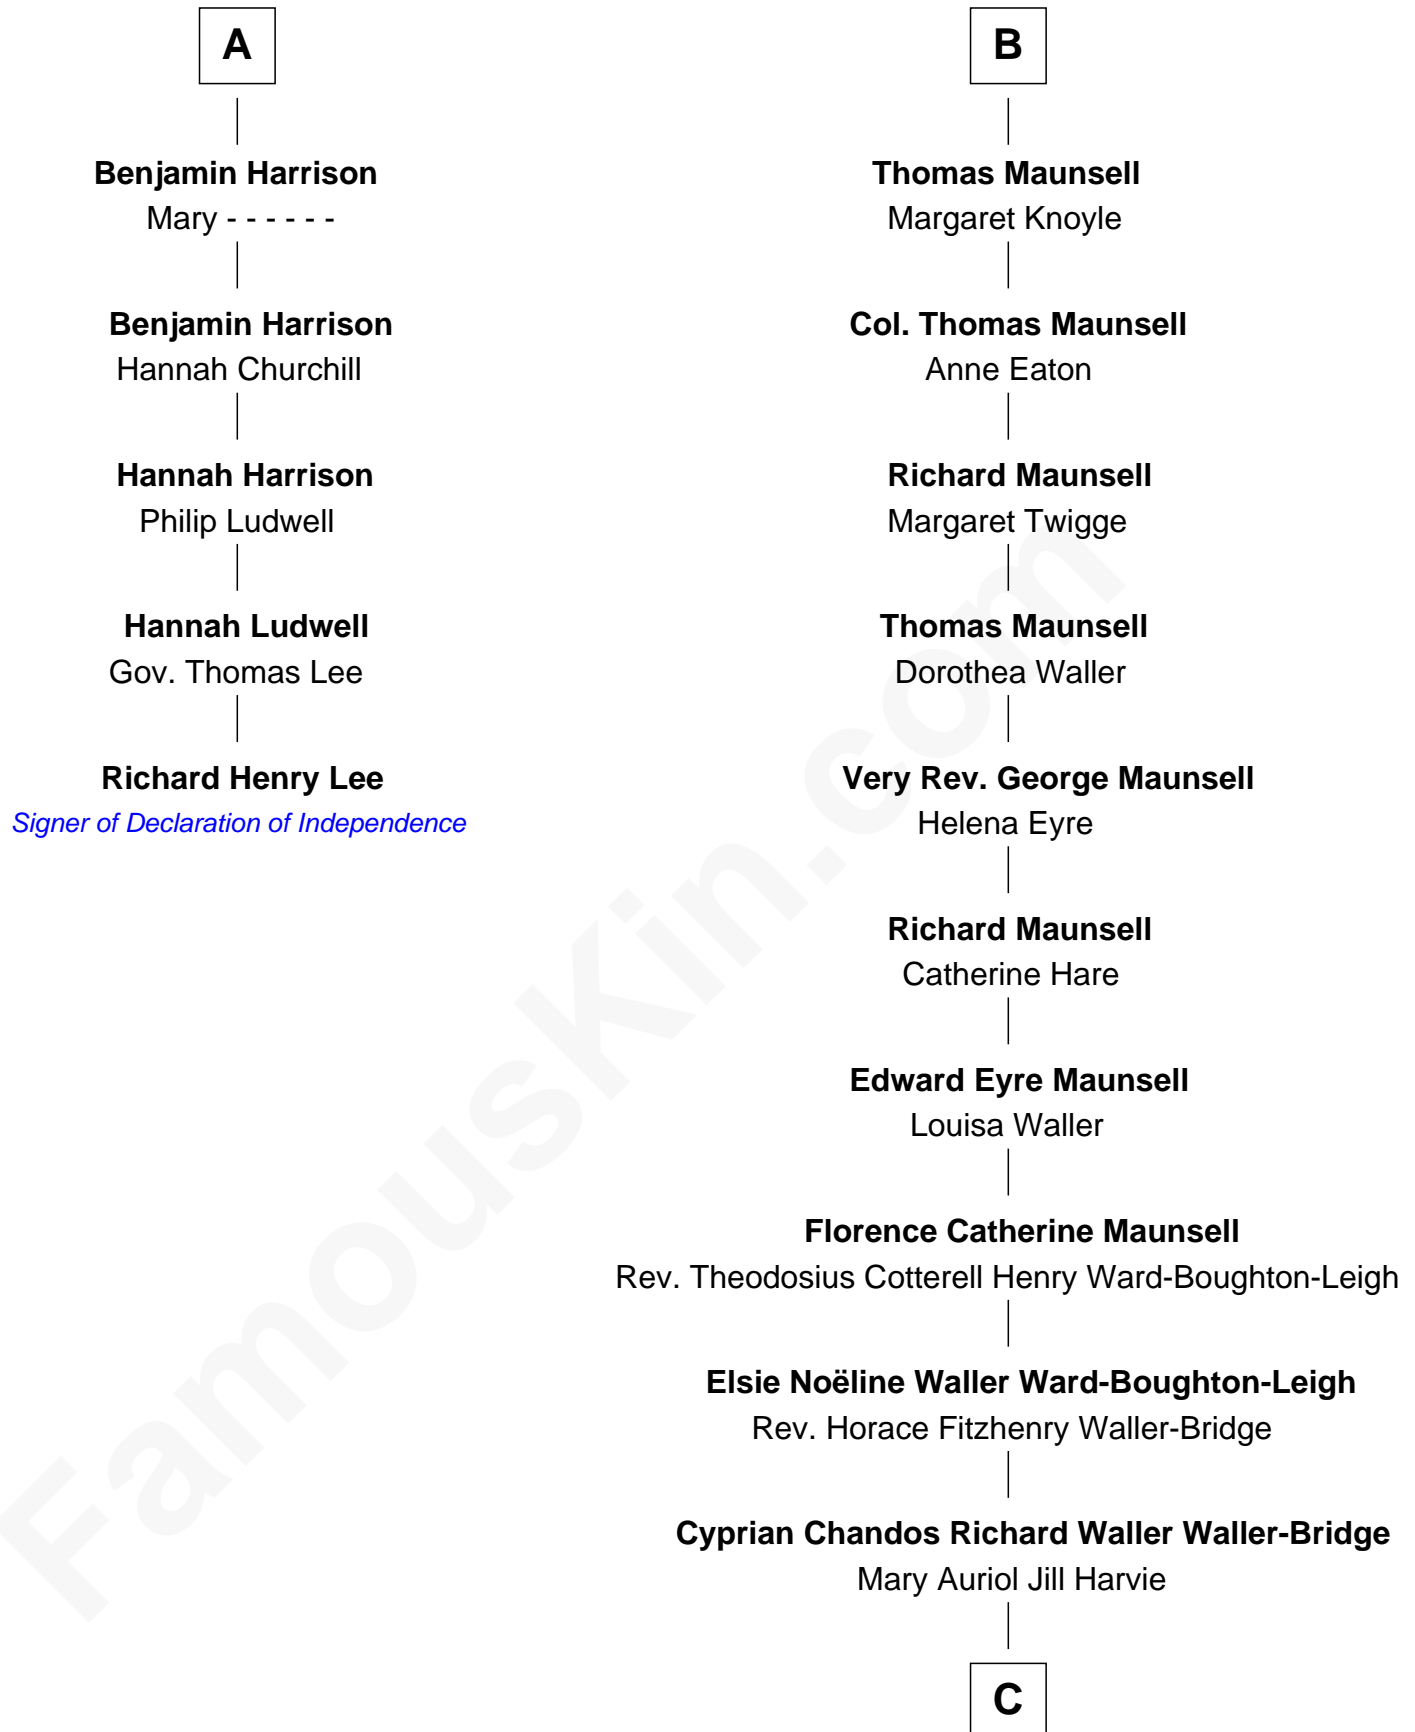 A
Benjamin Harrison
Mary - - - - - -
Benjamin Harrison
Hannah Churchill
Hannah Harrison
Philip Ludwell
Hannah Ludwell
Gov. Thomas Lee
Richard Henry Lee
Signer of Declaration of Independence
B
Thomas Maunsell
Margaret Knoyle
Col. Thomas Maunsell
Anne Eaton
Richard Maunsell
Margaret Twigge
Thomas Maunsell
Dorothea Waller
Very Rev. George Maunsell
Helena Eyre
Richard Maunsell
Catherine Hare
Edward Eyre Maunsell
Louisa Waller
Florence Catherine Maunsell
Rev. Theodosius Cotterell Henry Ward-Boughton-Leigh
Elsie Noëline Waller Ward-Boughton-Leigh
Rev. Horace Fitzhenry Waller-Bridge
Cyprian Chandos Richard Waller Waller-Bridge
Mary Auriol Jill Harvie
C
FamousKin.com